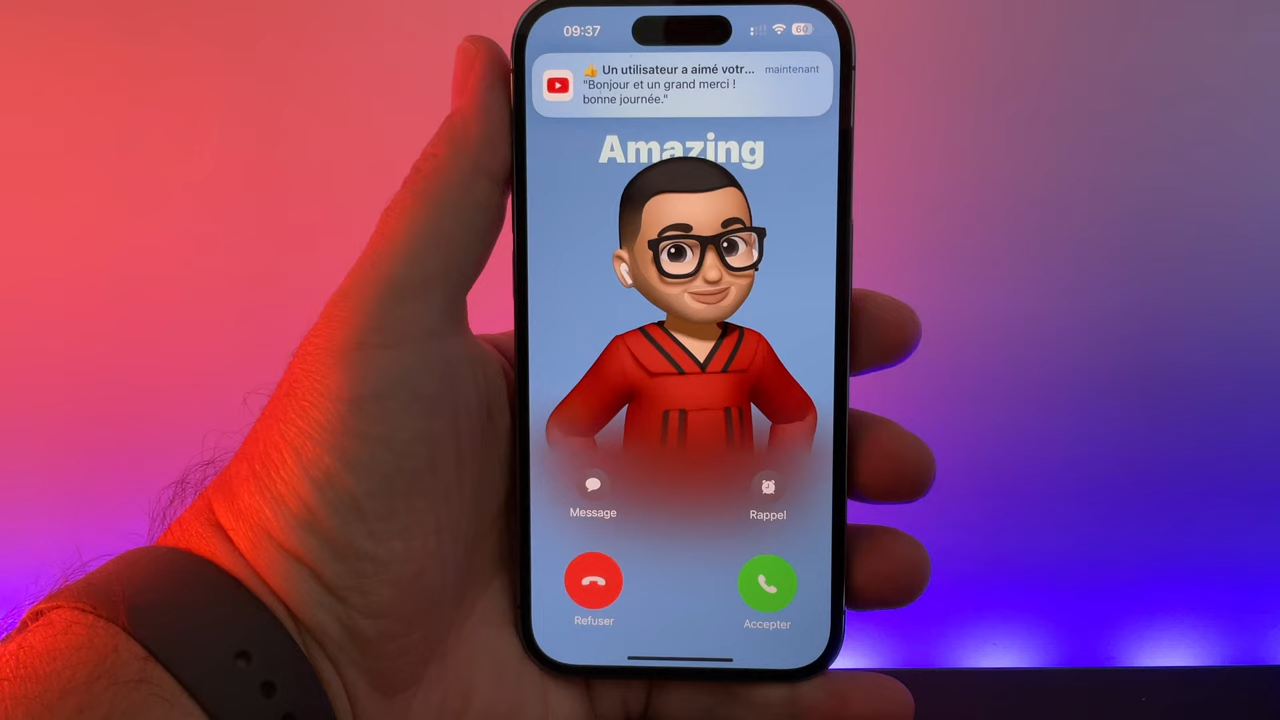 09:37
60
👍 Un utilisateur a aimé votr... maintenant
"Bonjour et un grand merci !
bonne journée."
Amazing
Message Rappel
Refuser Accepter